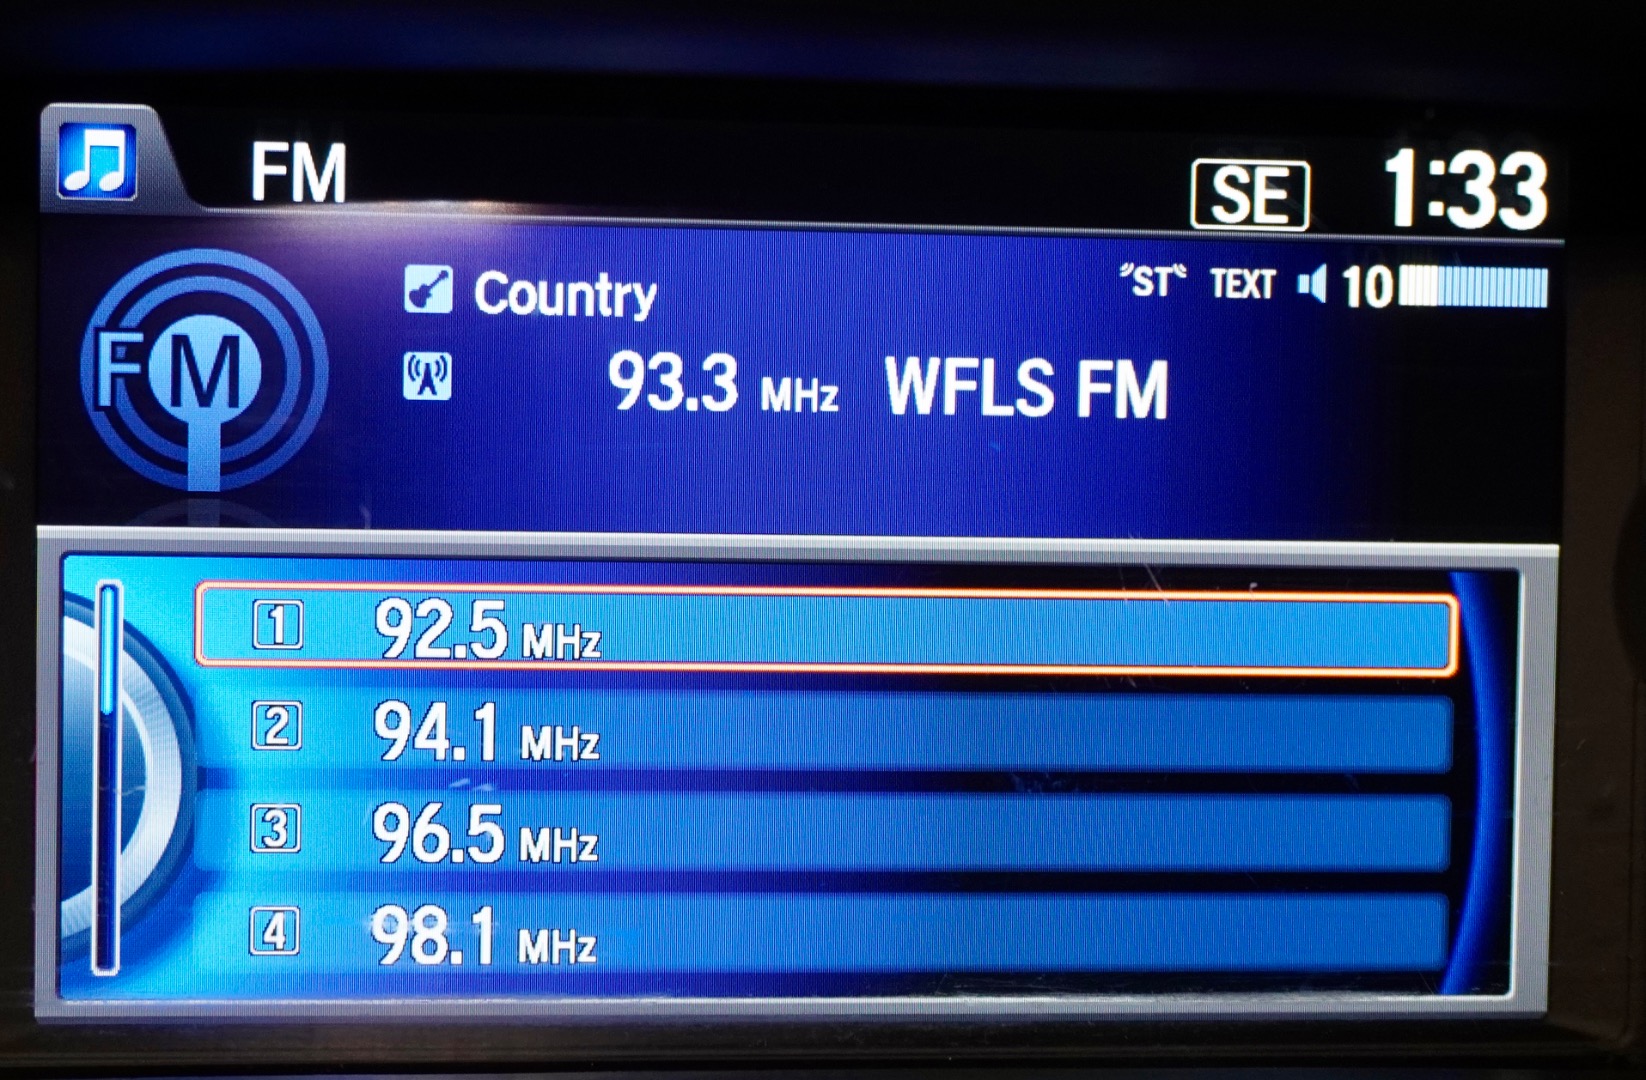 FM SE 1:33
Country "ST" TEXT 10
FM 93.3 MHz WFLS FM
1 92.5 MHz
2 94.1 MHz
3 96.5 MHz
4 98.1 MHz